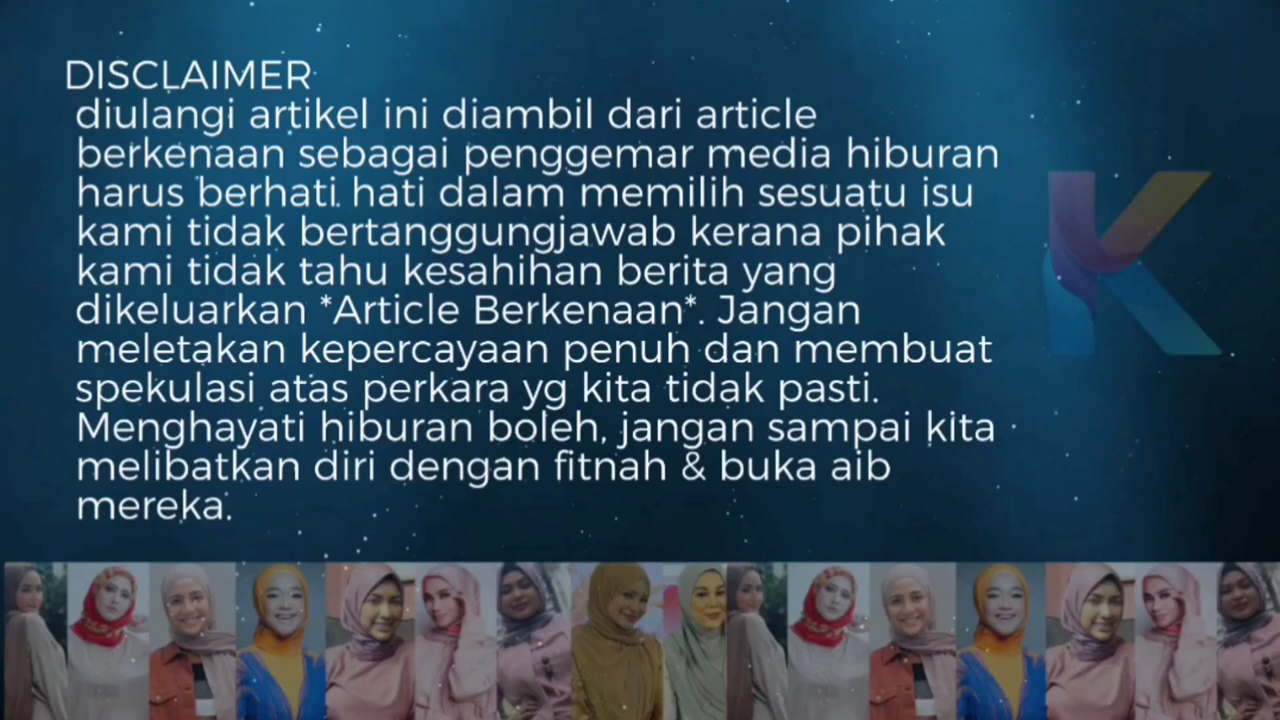 DISCLAIMER
diulangi artikel ini diambil dari article
berkenaan sebagai penggemar media hiburan
harus berhati hati dalam memilih sesuatu isu
kami tidak bertanggungjawab kerana pihak
kami tidak tahu kesahihan berita yang
dikeluarkan *Article Berkenaan*. Jangan
meletakan kepercayaan penuh dan membuat
spekulasi atas perkara yg kita tidak pasti.
Menghayati hiburan boleh, jangan sampai kita
melibatkan diri dengan fitnah & buka aib
mereka.
K